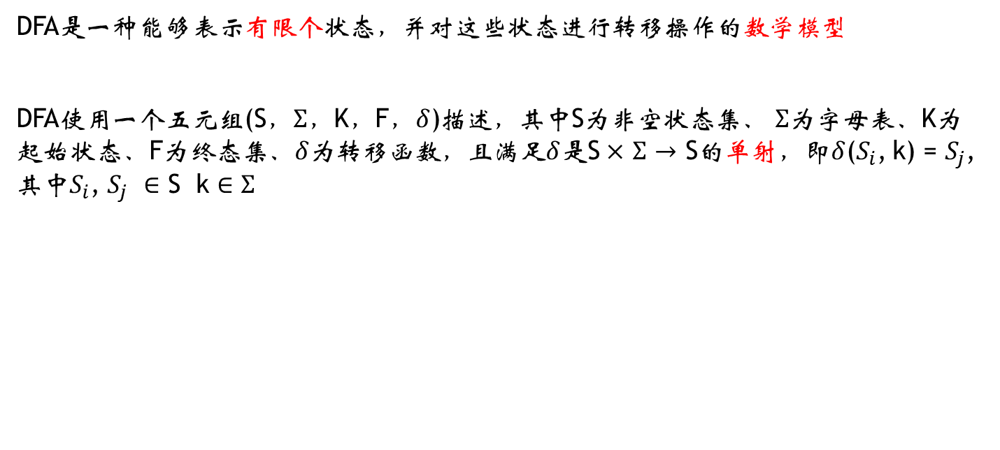 DFA是一种能够表示有限个状态，并对这些状态进行转移操作的数学模型
DFA使用一个五元组(S，Σ，K，F，δ)描述，其中S为非空状态集、Σ为字母表、K为
起始状态、F为终态集、δ为转移函数，且满足δ是S × Σ → S的单射，即δ(Sᵢ, k) = Sⱼ,
其中Sᵢ, Sⱼ ∈ S k ∈ Σ